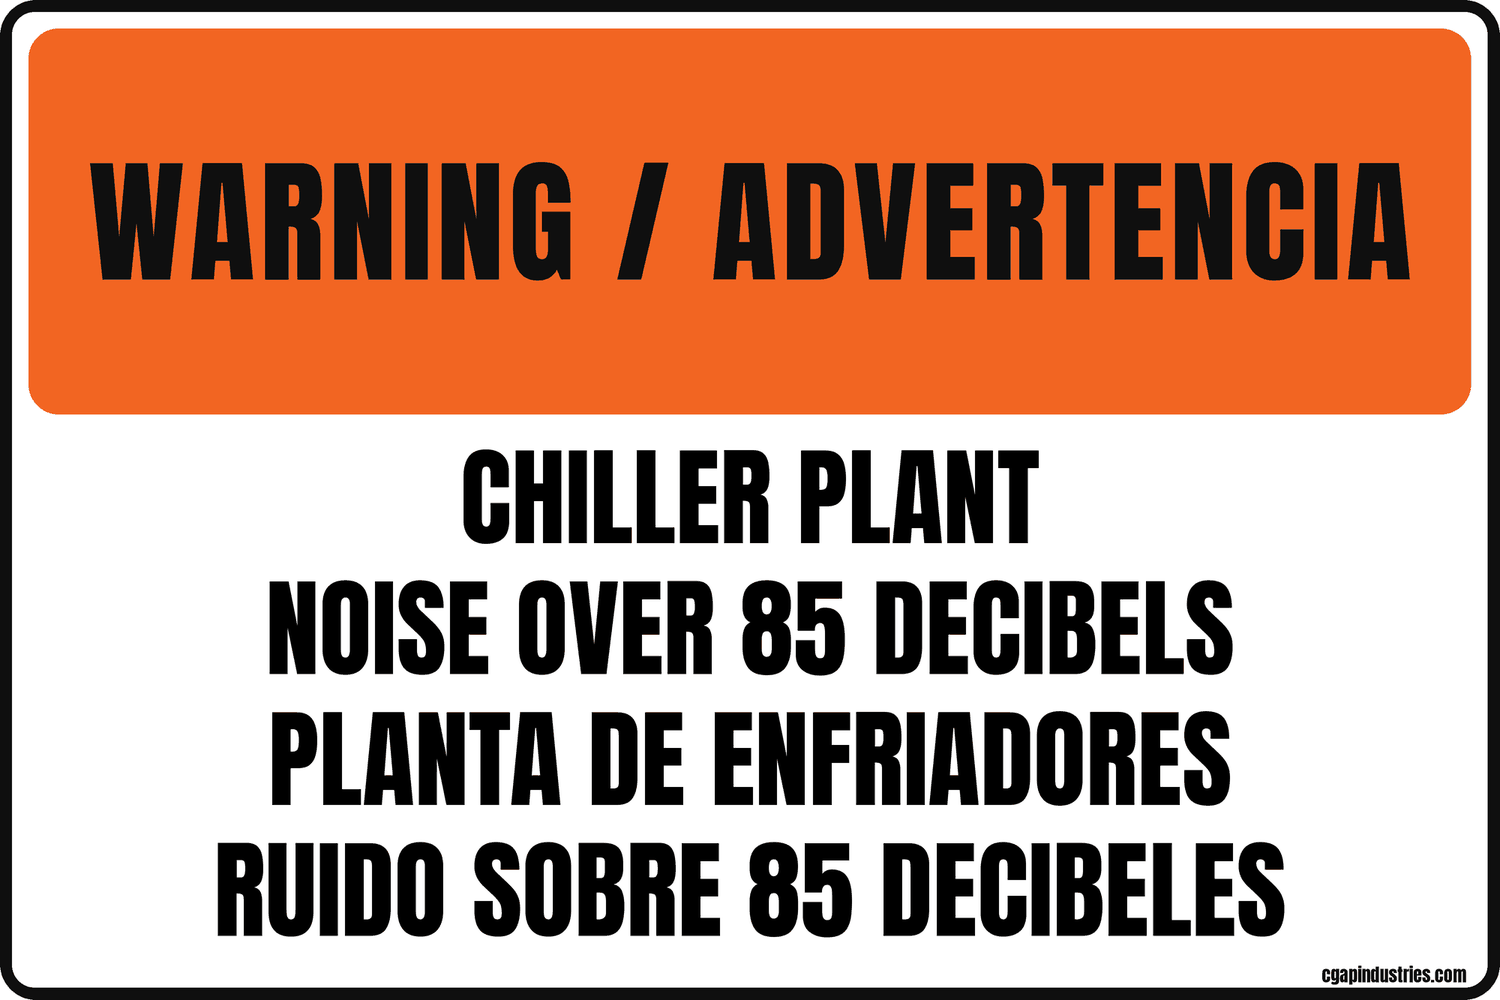 WARNING / ADVERTENCIA
CHILLER PLANT
NOISE OVER 85 DECIBELS
PLANTA DE ENFRIADORES
RUIDO SOBRE 85 DECIBELES
cgapindustries.com